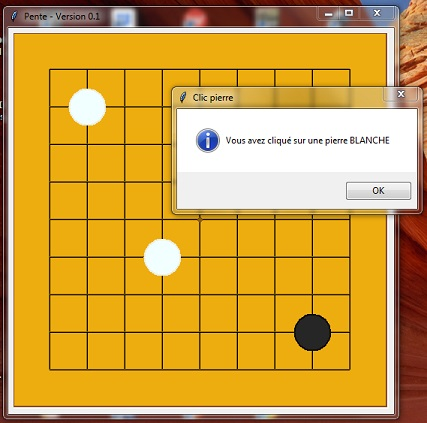 Pente - Version 0.1
Clic pierre
Vous avez cliqué sur une pierre BLANCHE
OK